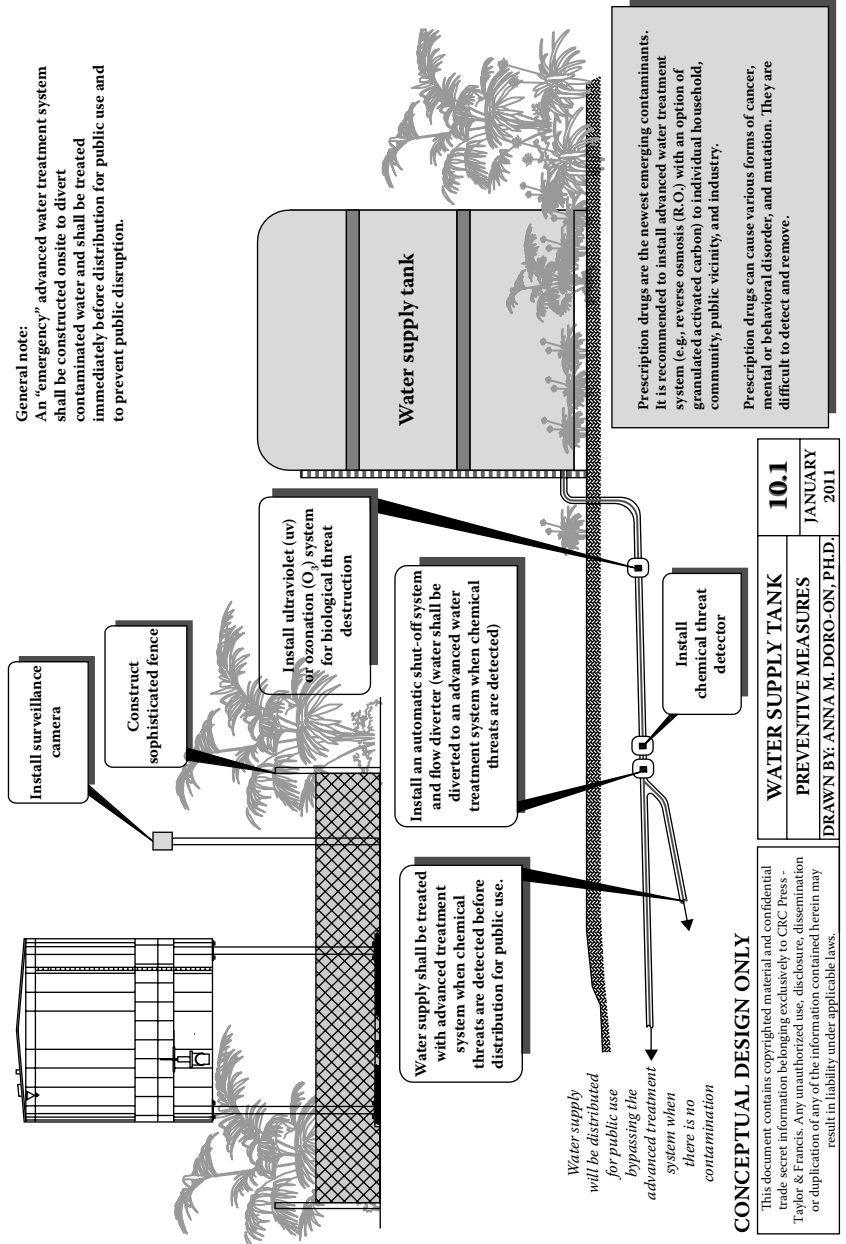 General note:
An “emergency” advanced water treatment system
shall be constructed onsite to divert
contaminated water and shall be treated
immediately before distribution for public use and
to prevent public disruption.
Install surveillance
camera
Construct
sophisticated fence
Install ultraviolet (uv)
or ozonation (O₃) system
for biological threat
destruction
Water supply tank
Install an automatic shut-off system
and flow diverter (water shall be
diverted to an advanced water
treatment system when chemical
threats are detected)
Water supply shall be treated
with advanced treatment
system when chemical
threats are detected before
distribution for public use.
Install
chemical threat
detector
Water supply
will be distributed
for public use
bypassing the
advanced treatment
system when
there is no
contamination
Prescription drugs are the newest emerging contaminants.
It is recommended to install advanced water treatment
system (e.g., reverse osmosis (R.O.) with an option of
granulated activated carbon) to individual household,
community, public vicinity, and industry.
Prescription drugs can cause various forms of cancer,
mental or behavioral disorder, and mutation. They are
difficult to detect and remove.
CONCEPTUAL DESIGN ONLY
This document contains copyrighted material and confidential
trade secret information belonging exclusively to CRC Press -
Taylor & Francis. Any unauthorized use, disclosure, dissemination
or duplication of any of the information contained herein may
result in liability under applicable laws.
WATER SUPPLY TANK
PREVENTIVE MEASURES
DRAWN BY: ANNA M. DORO-ON, PH.D.
10.1
JANUARY
2011